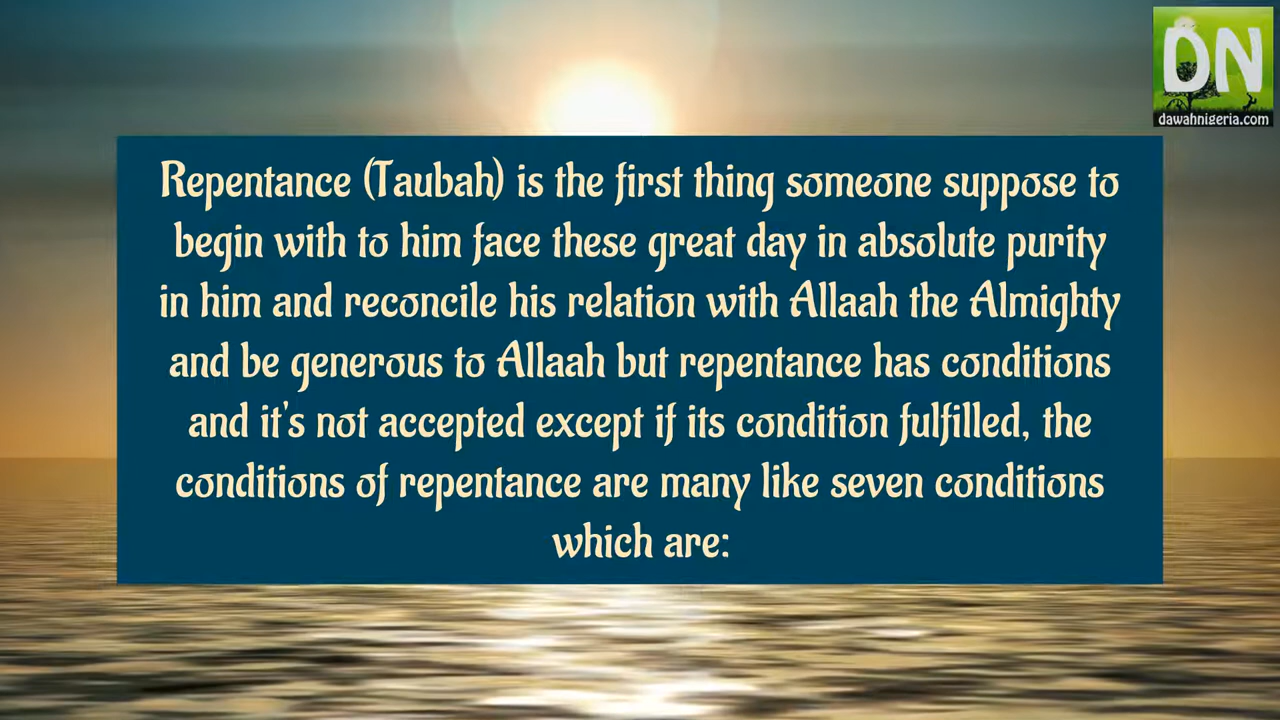 DN
dawahnigeria.com
Repentance (Taubah) is the first thing someone suppose to
begin with to him face these great day in absolute purity
in him and reconcile his relation with Allaah the Almighty
and be generous to Allaah but repentance has conditions
and it's not accepted except if its condition fulfilled, the
conditions of repentance are many like seven conditions
which are: